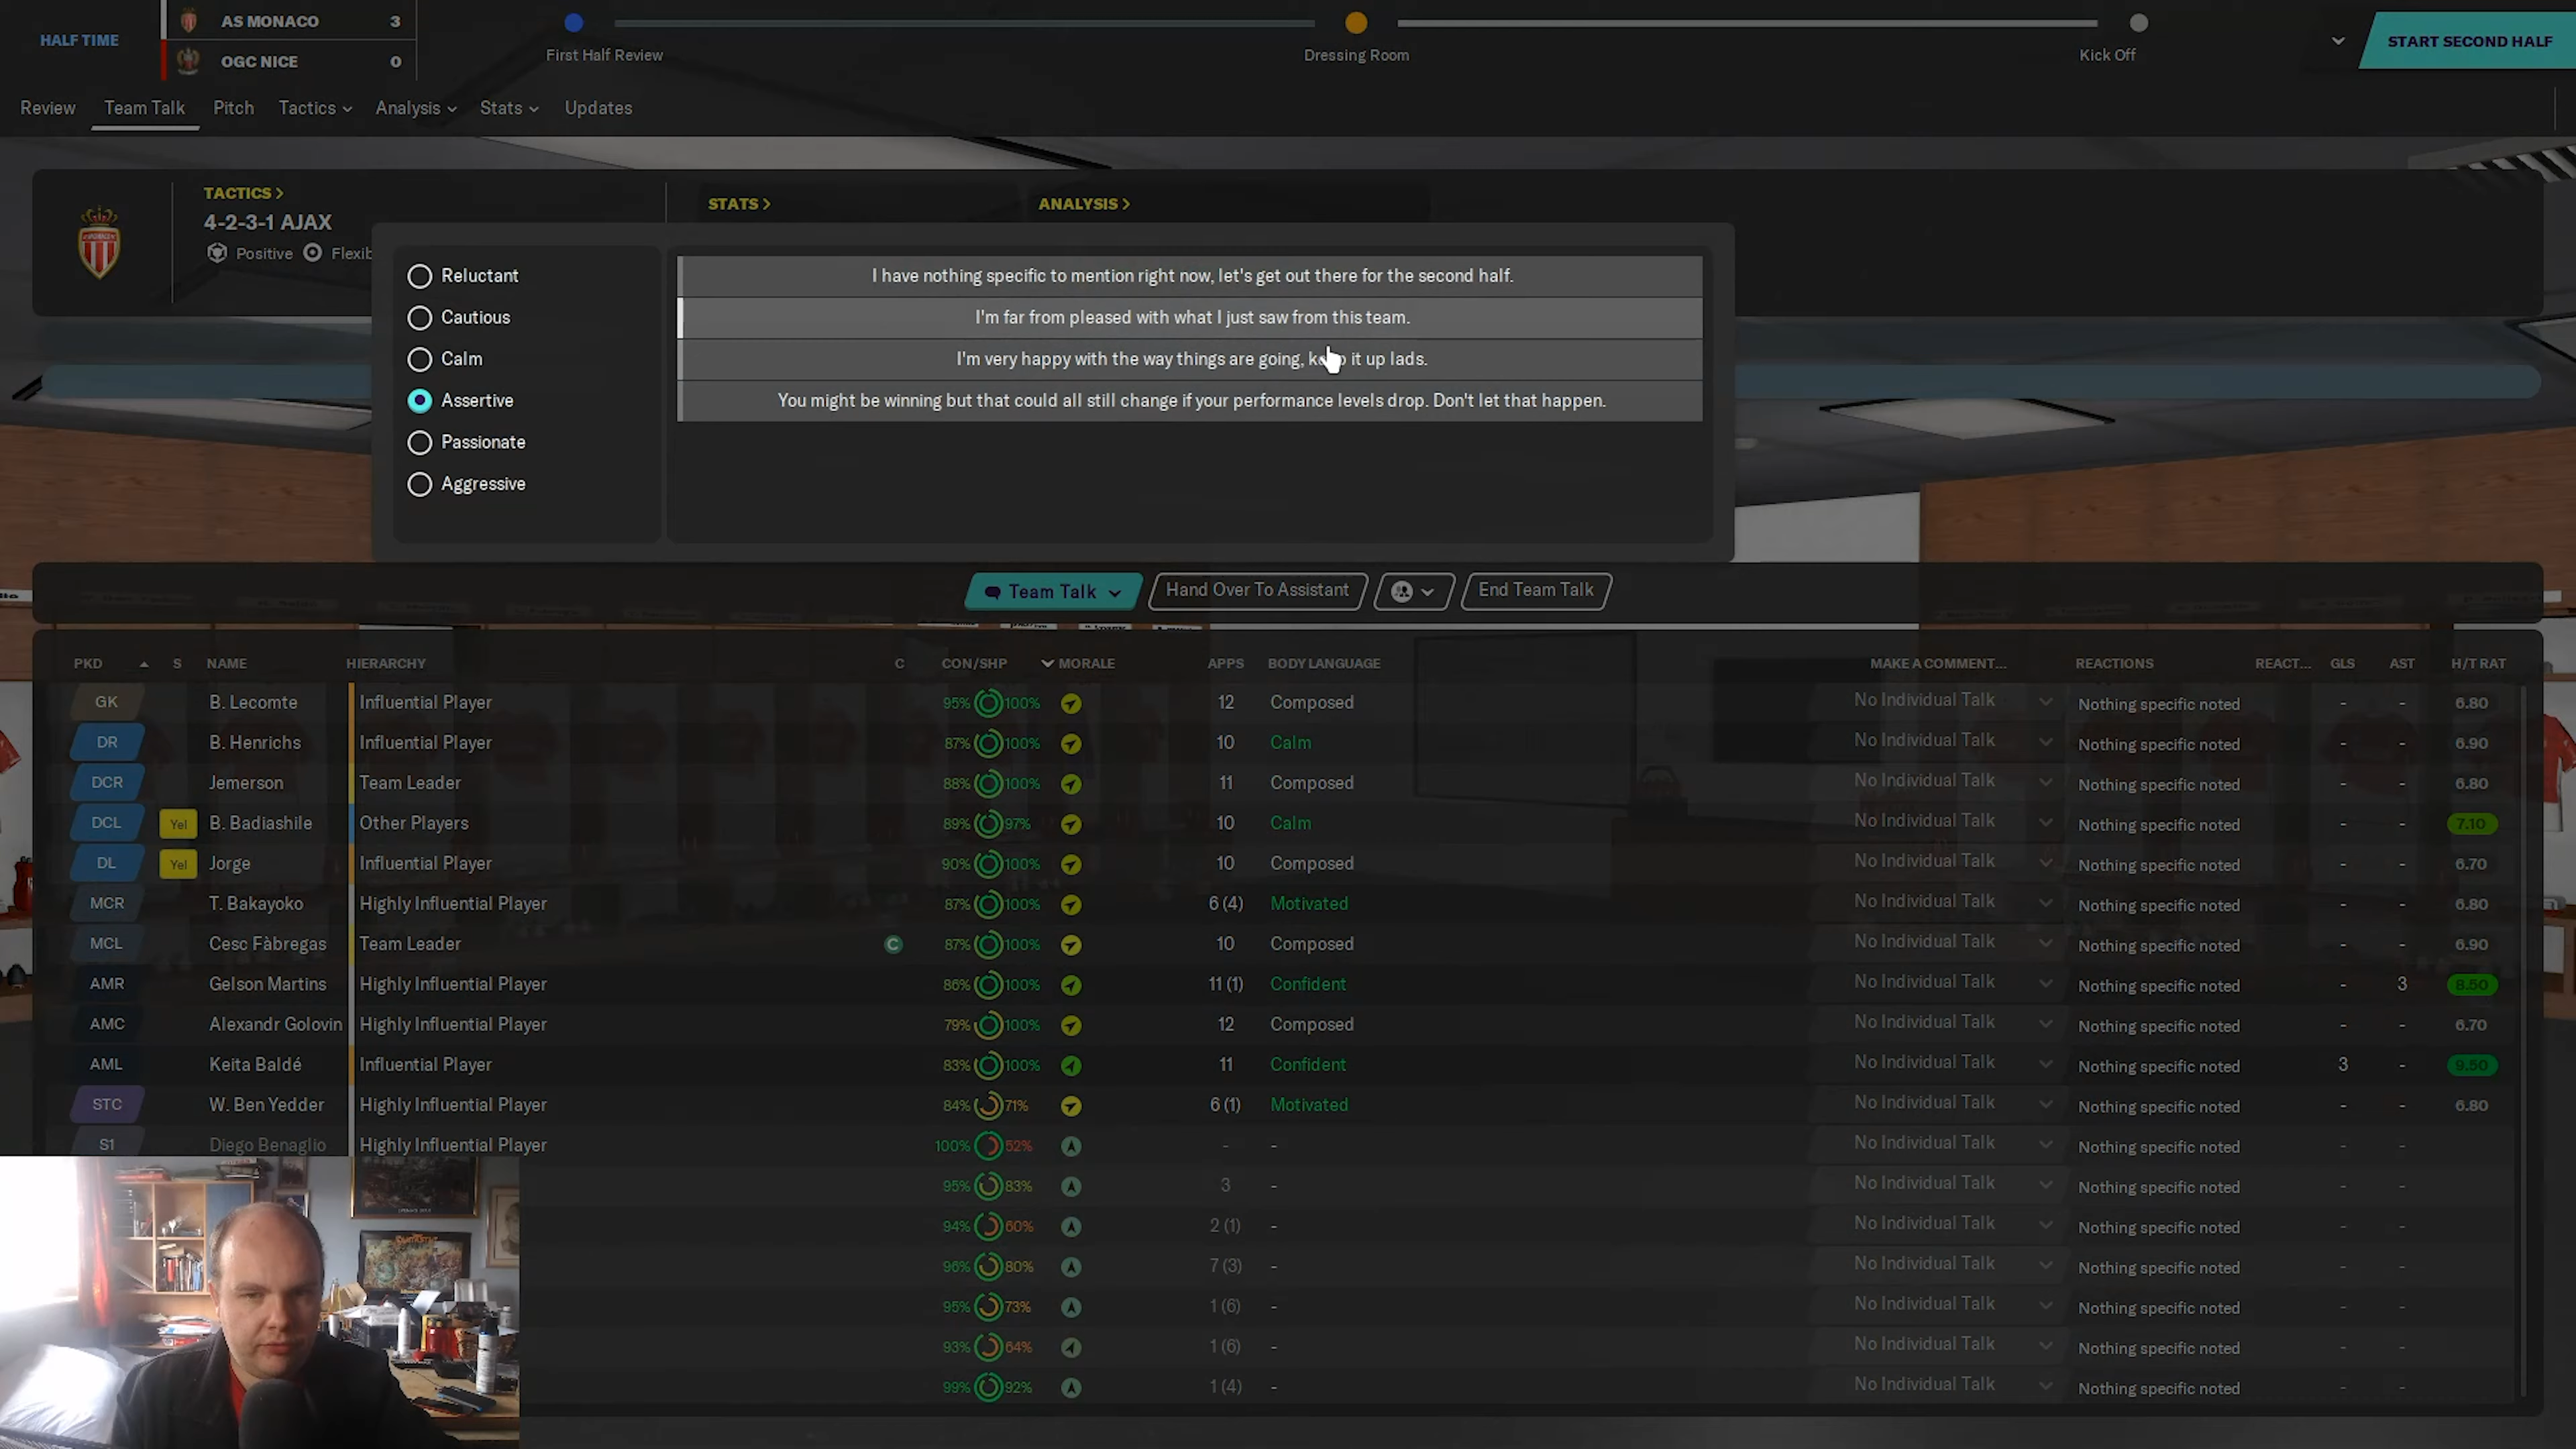 HALF TIME
AS MONACO 3
OGC NICE 0
First Half Review
Dressing Room
Kick Off
START SECOND HALF
Review
Team Talk
Pitch
Tactics
Analysis
Stats
Updates
TACTICS >
4-2-3-1 AJAX
Positive
STATS >
ANALYSIS >
Reluctant
Cautious
Calm
Assertive
Passionate
Aggressive
I have nothing specific to mention right now, let's get out there for the second half.
I'm far from pleased with what I just saw from this team.
I'm very happy with the way things are going, it up lads.
You might be winning but that could all still change if your performance levels drop. Don't let that happen.
Team Talk
Hand Over To Assistant
End Team Talk
PKD S NAME HIERARCHY C CON/SHP MORALE APPS BODY LANGUAGE MAKE A COMMENT... REACTIONS REACT... GLS AST H/T RAT
GK B. Lecomte Influential Player 95% 100% 12 Composed No Individual Talk Nothing specific noted - - 6.80
DR B. Henrichs Influential Player 87% 100% 10 Calm No Individual Talk Nothing specific noted - - 6.90
DCR Jemerson Team Leader 88% 100% 11 Composed No Individual Talk Nothing specific noted - - 6.80
DCL Yel B. Badiashile Other Players 89% 97% 10 Calm No Individual Talk Nothing specific noted - - 7.10
DL Yel Jorge Influential Player 90% 100% 10 Composed No Individual Talk Nothing specific noted - - 6.70
MCR T. Bakayoko Highly Influential Player 87% 100% 6 (4) Motivated No Individual Talk Nothing specific noted - - 6.80
MCL Cesc Fàbregas Team Leader C 87% 100% 10 Composed No Individual Talk Nothing specific noted - - 6.90
AMR Gelson Martins Highly Influential Player 86% 100% 11 (1) Confident No Individual Talk Nothing specific noted - 3 8.50
AMC Alexandr Golovin Highly Influential Player 79% 100% 12 Composed No Individual Talk Nothing specific noted - - 6.70
AML Keita Baldé Influential Player 83% 100% 11 Confident No Individual Talk Nothing specific noted 3 - 9.50
STC W. Ben Yedder Highly Influential Player 84% 71% 6 (1) Motivated No Individual Talk Nothing specific noted - - 6.80
S1 Diego Benaglio Highly Influential Player 100% 52% - - No Individual Talk Nothing specific noted - - -
95% 83% 3 - No Individual Talk Nothing specific noted - - -
94% 60% 2 (1) - No Individual Talk Nothing specific noted - - -
96% 80% 7 (3) - No Individual Talk Nothing specific noted - - -
95% 73% 1 (6) - No Individual Talk Nothing specific noted - - -
93% 64% 1 (6) - No Individual Talk Nothing specific noted - - -
99% 92% 1 (4) - No Individual Talk Nothing specific noted - - -